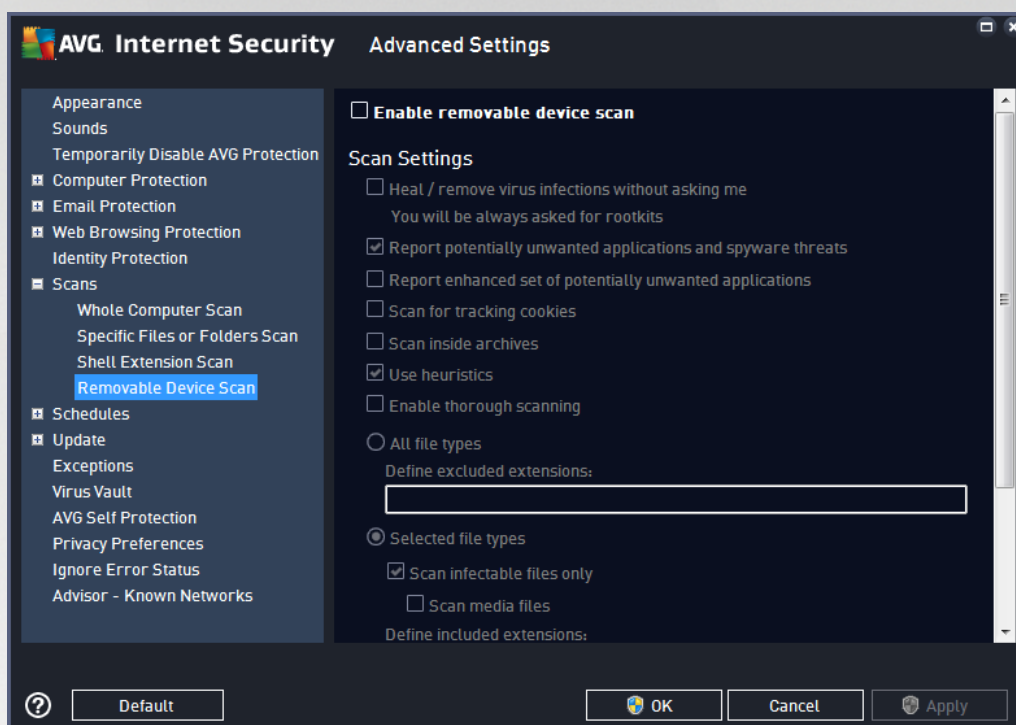 AVG. Internet Security Advanced Settings
Appearance
Sounds
Temporarily Disable AVG Protection
Computer Protection
Email Protection
Web Browsing Protection
Identity Protection
Scans
Whole Computer Scan
Specific Files or Folders Scan
Shell Extension Scan
Removable Device Scan
Schedules
Update
Exceptions
Virus Vault
AVG Self Protection
Privacy Preferences
Ignore Error Status
Advisor - Known Networks
Enable removable device scan
Scan Settings
Heal / remove virus infections without asking me
You will be always asked for rootkits
Report potentially unwanted applications and spyware threats
Report enhanced set of potentially unwanted applications
Scan for tracking cookies
Scan inside archives
Use heuristics
Enable thorough scanning
All file types
Define excluded extensions:
Selected file types
Scan infectable files only
Scan media files
Define included extensions:
? Default OK Cancel Apply